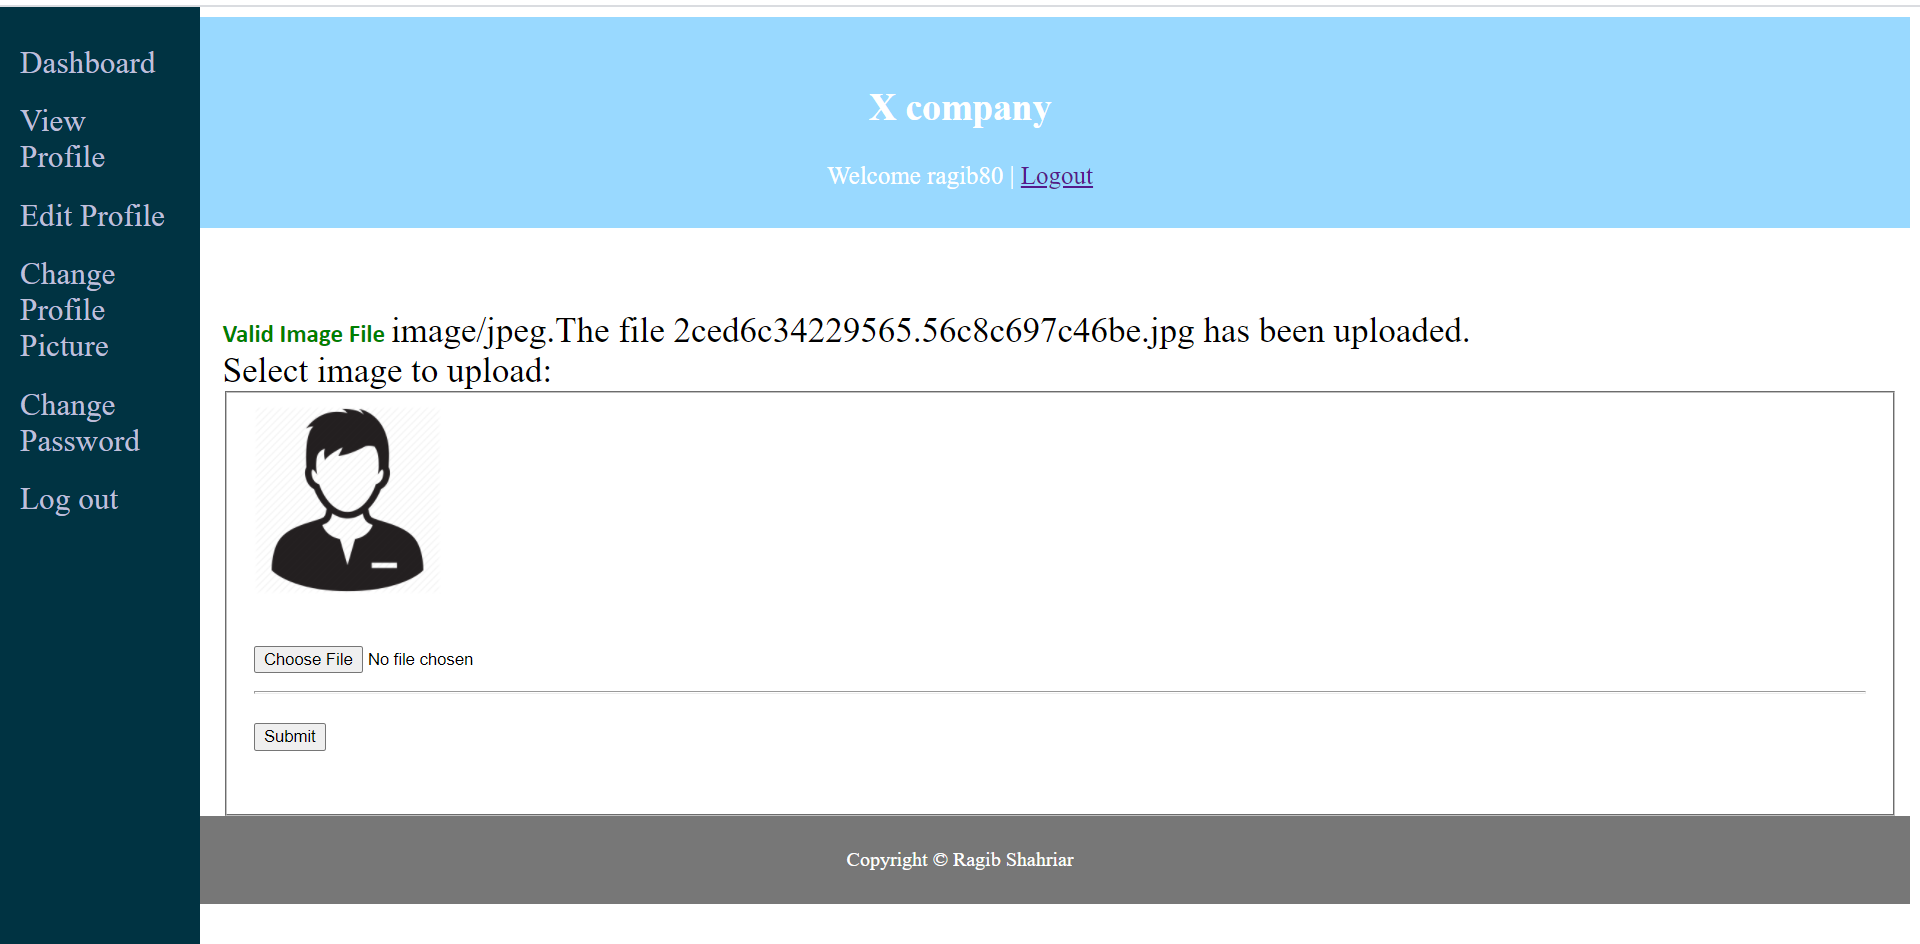 Dashboard
View
Profile
Edit Profile
Change
Profile
Picture
Change
Password
Log out
X company
Welcome ragib80 | Logout
Valid Image File image/jpeg.The file 2ced6c34229565.56c8c697c46be.jpg has been uploaded.
Select image to upload:
Choose File No file chosen
Submit
Copyright © Ragib Shahriar